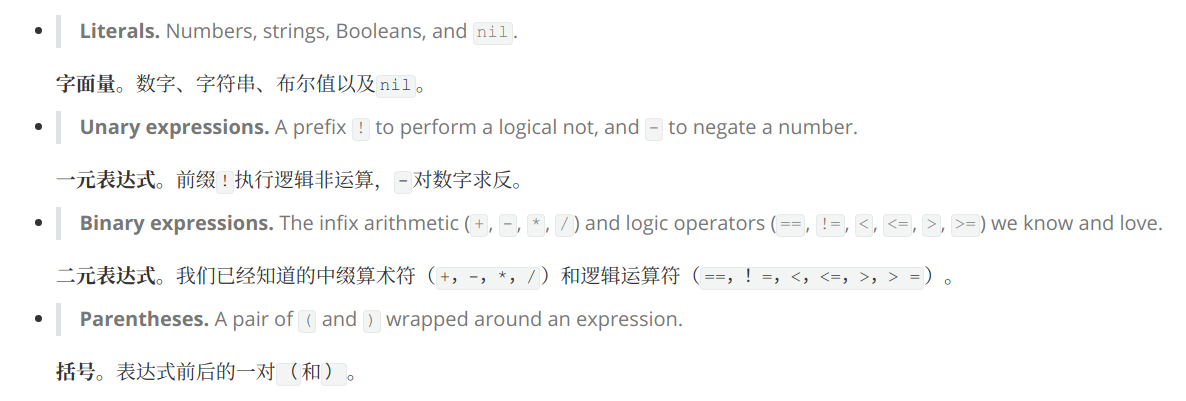 Literals. Numbers, strings, Booleans, and nil.
字面量。数字、字符串、布尔值以及nil。
Unary expressions. A prefix ! to perform a logical not, and - to negate a number.
一元表达式。前缀!执行逻辑非运算，-对数字求反。
Binary expressions. The infix arithmetic (+, -, *, /) and logic operators (==, !=, <, <=, >, >=) we know and love.
二元表达式。我们已经知道的中缀算术符（+，-，*，/）和逻辑运算符（==，！=，<，<=，>，> =）。
Parentheses. A pair of ( and ) wrapped around an expression.
括号。表达式前后的一对（和）。